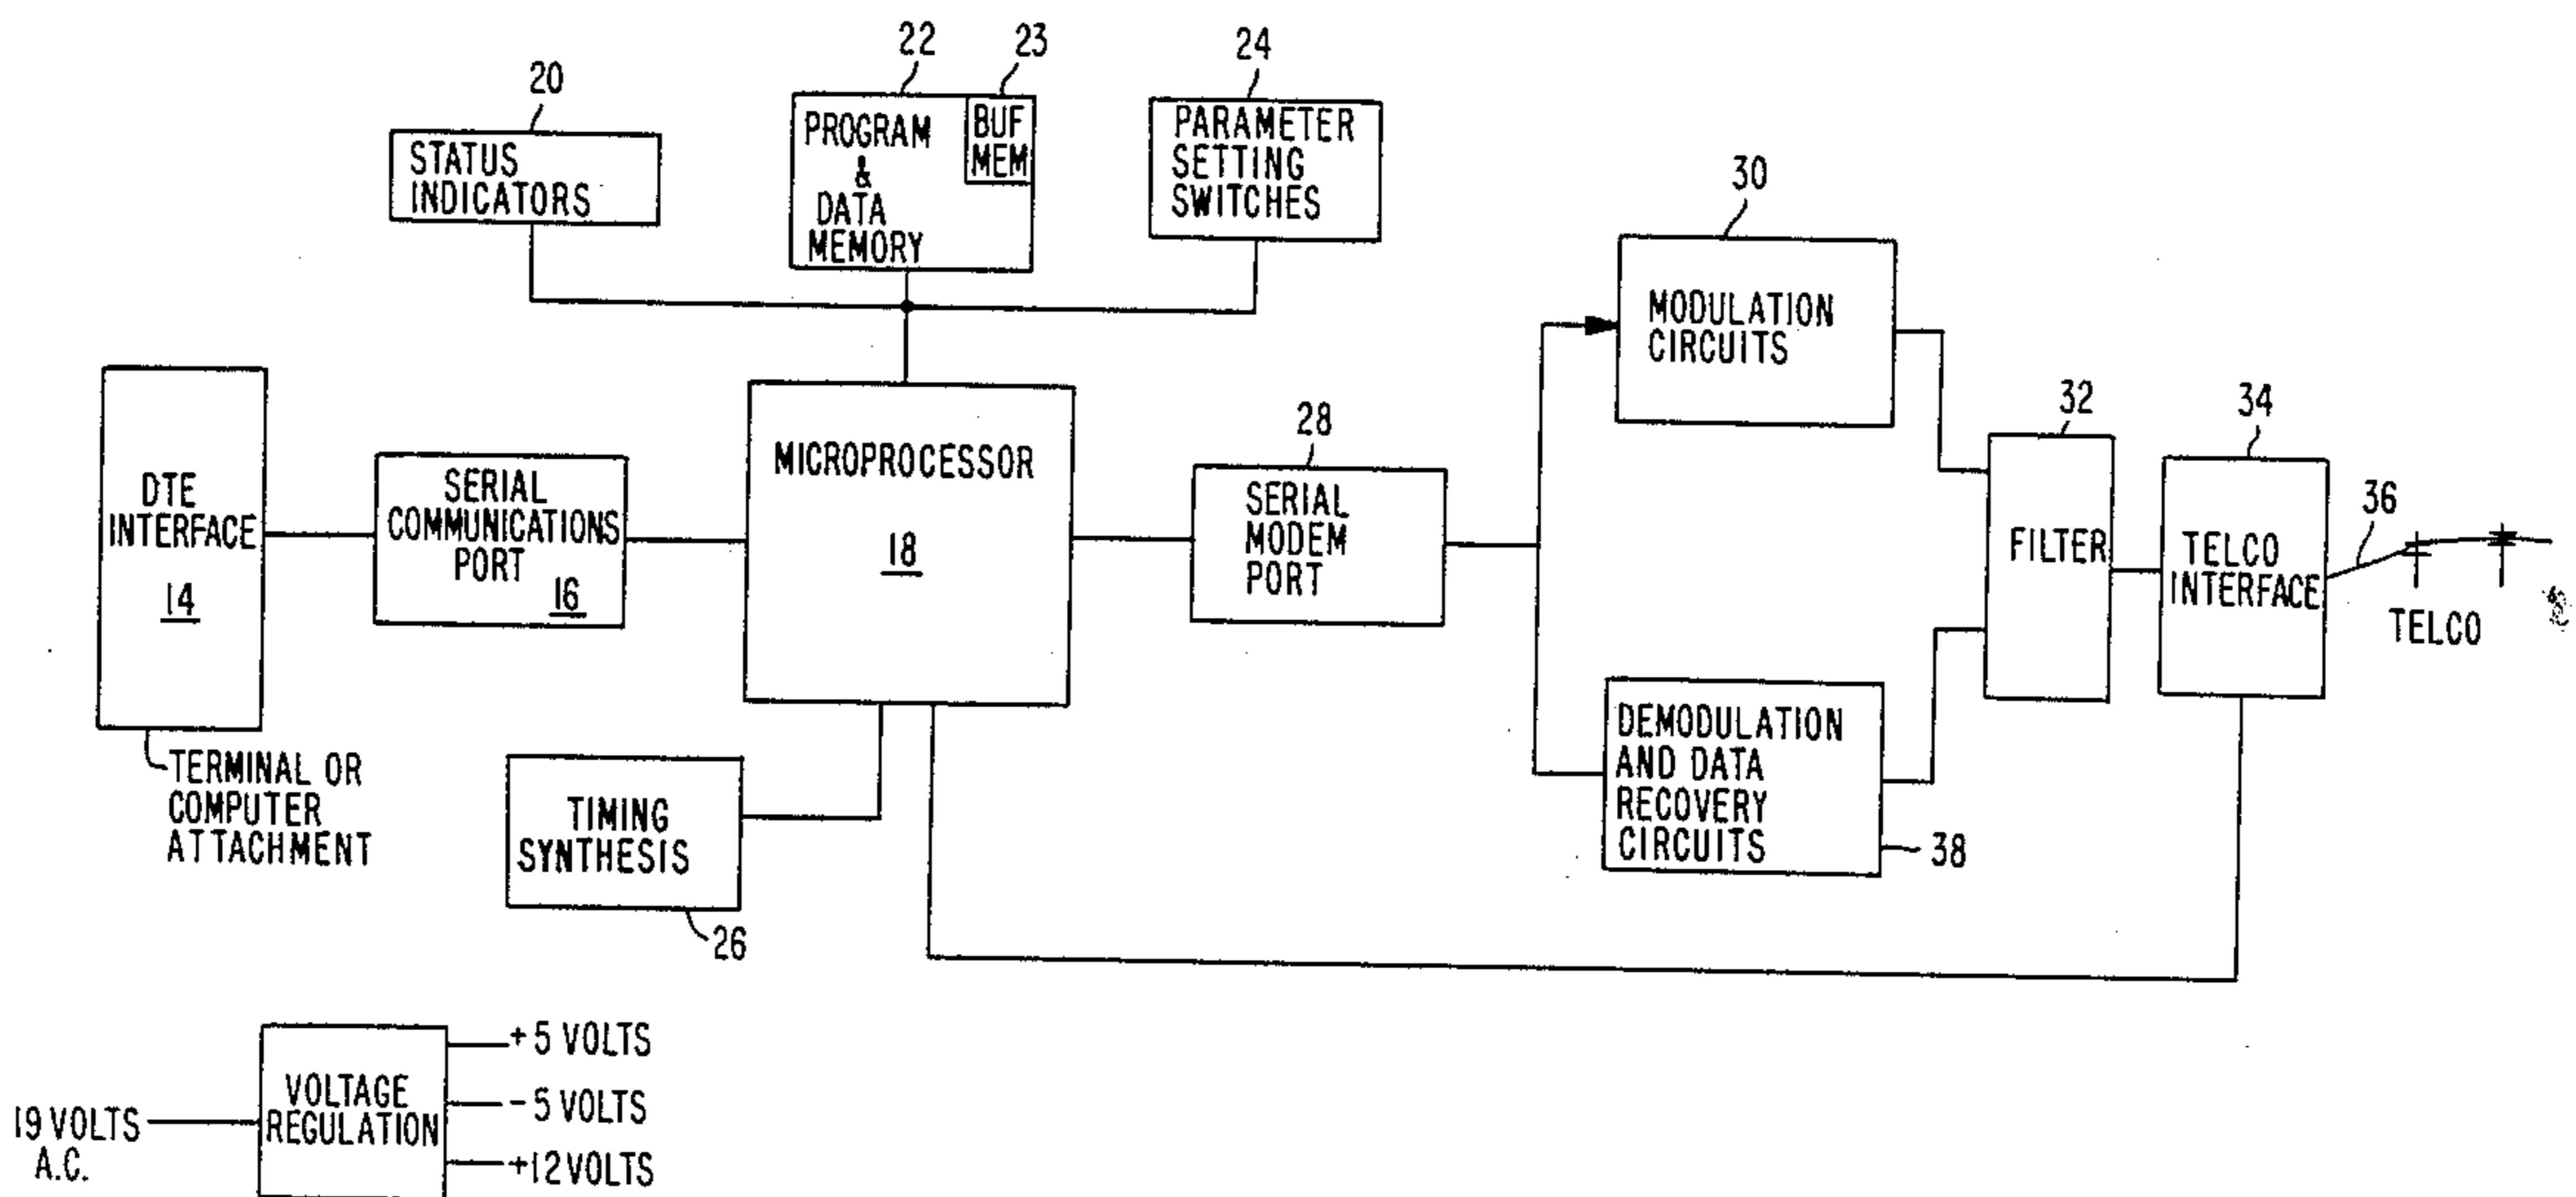 20
22
23
24
STATUS
INDICATORS
PROGRAM
&
DATA
MEMORY
BUF
MEM
PARAMETER
SETTING
SWITCHES
30
MODULATION
CIRCUITS
DTE
INTERFACE
14
TERMINAL OR
COMPUTER
ATTACHMENT
SERIAL
COMMUNICATIONS
PORT
16
MICROPROCESSOR
18
28
SERIAL
MODEM
PORT
32
FILTER
34
TELCO
INTERFACE
36
TELCO
TIMING
SYNTHESIS
26
DEMODULATION
AND DATA
RECOVERY
CIRCUITS
38
19 VOLTS
A.C.
VOLTAGE
REGULATION
+5 VOLTS
-5 VOLTS
+12 VOLTS